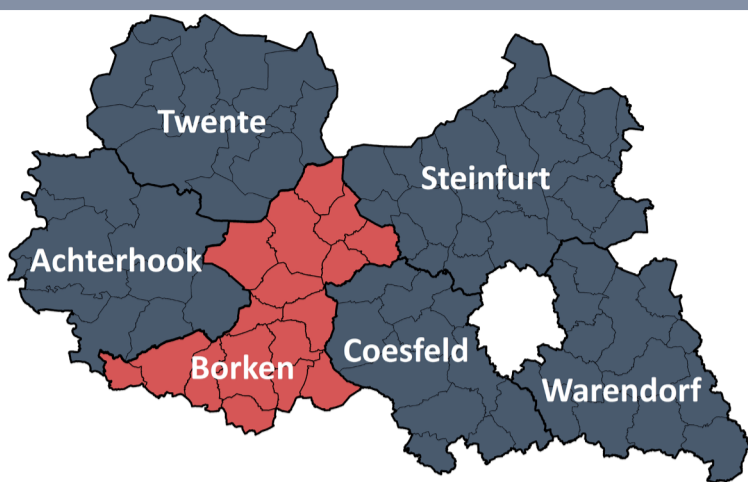 Twente
Steinfurt
Achterhook
Borken
Coesfeld
Warendorf